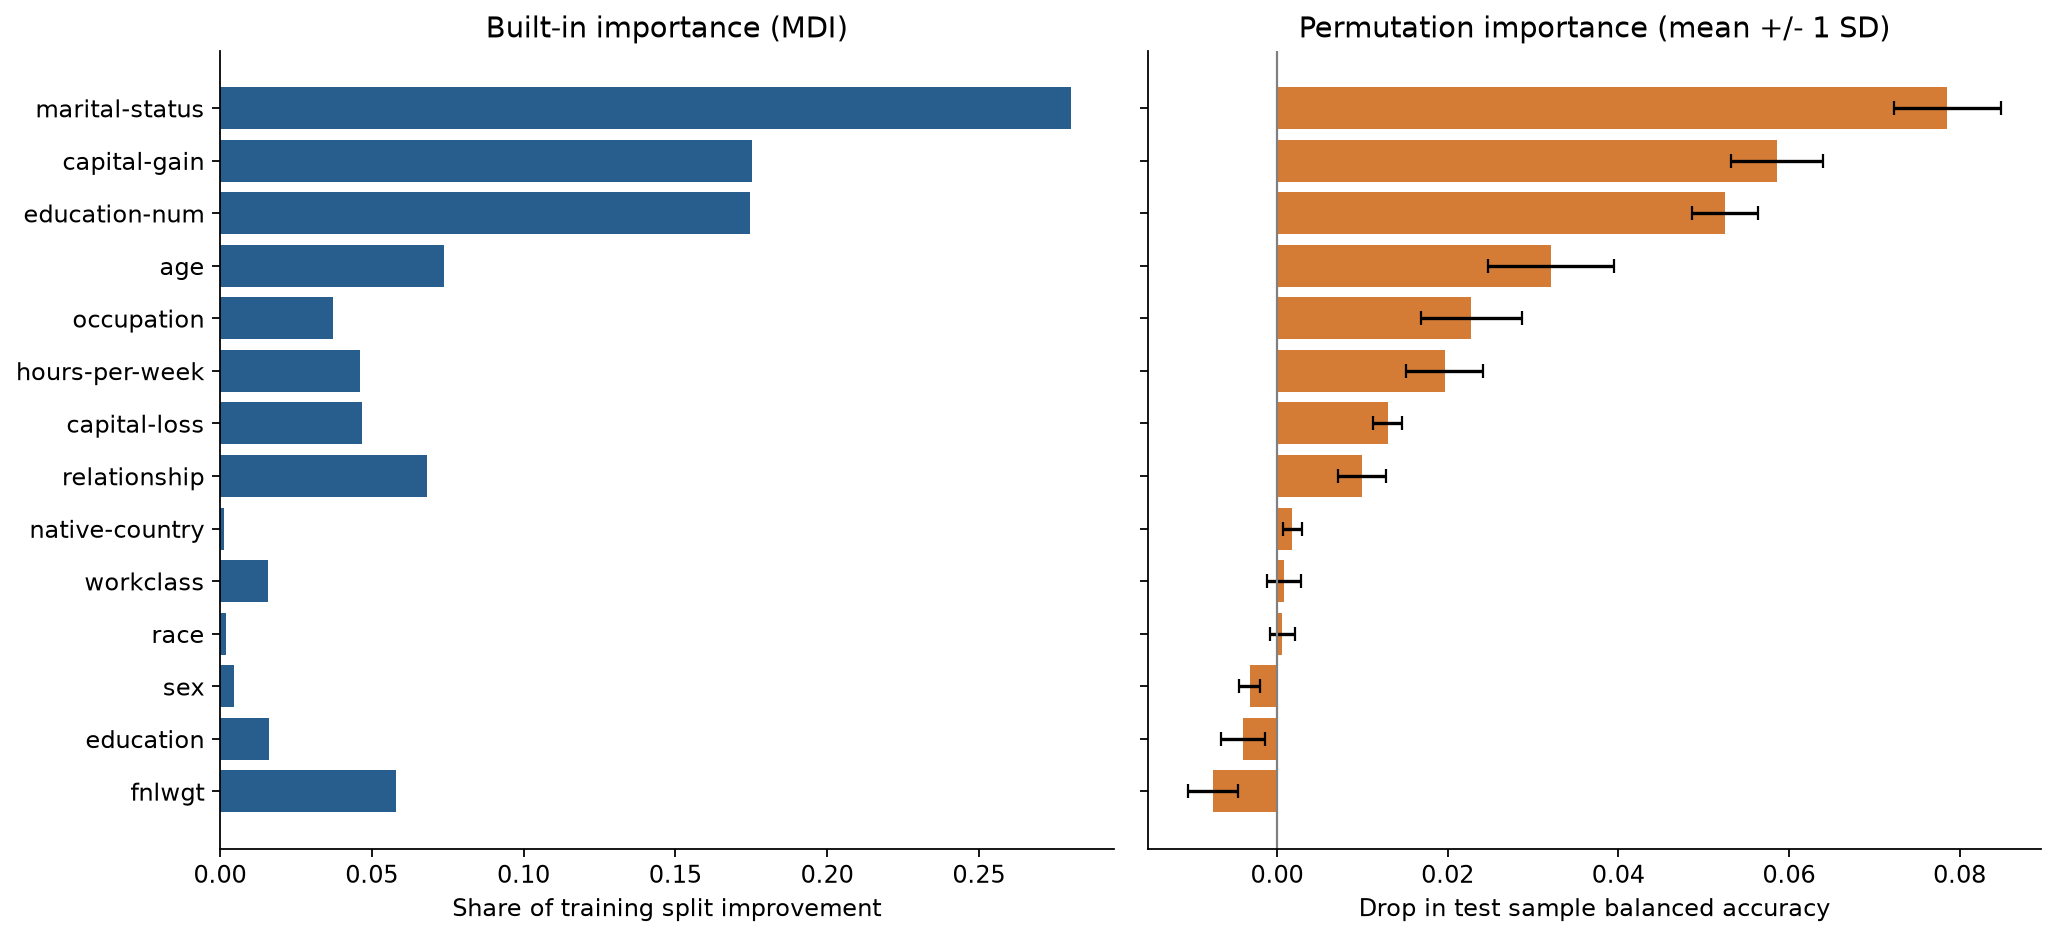 Built-in importance (MDI)
Permutation importance (mean +/- 1 SD)
marital-status
capital-gain
education-num
age
occupation
hours-per-week
capital-loss
relationship
native-country
workclass
race
sex
education
fnlwgt
0.00 0.05 0.10 0.15 0.20 0.25
Share of training split improvement
0.00 0.02 0.04 0.06 0.08
Drop in test sample balanced accuracy